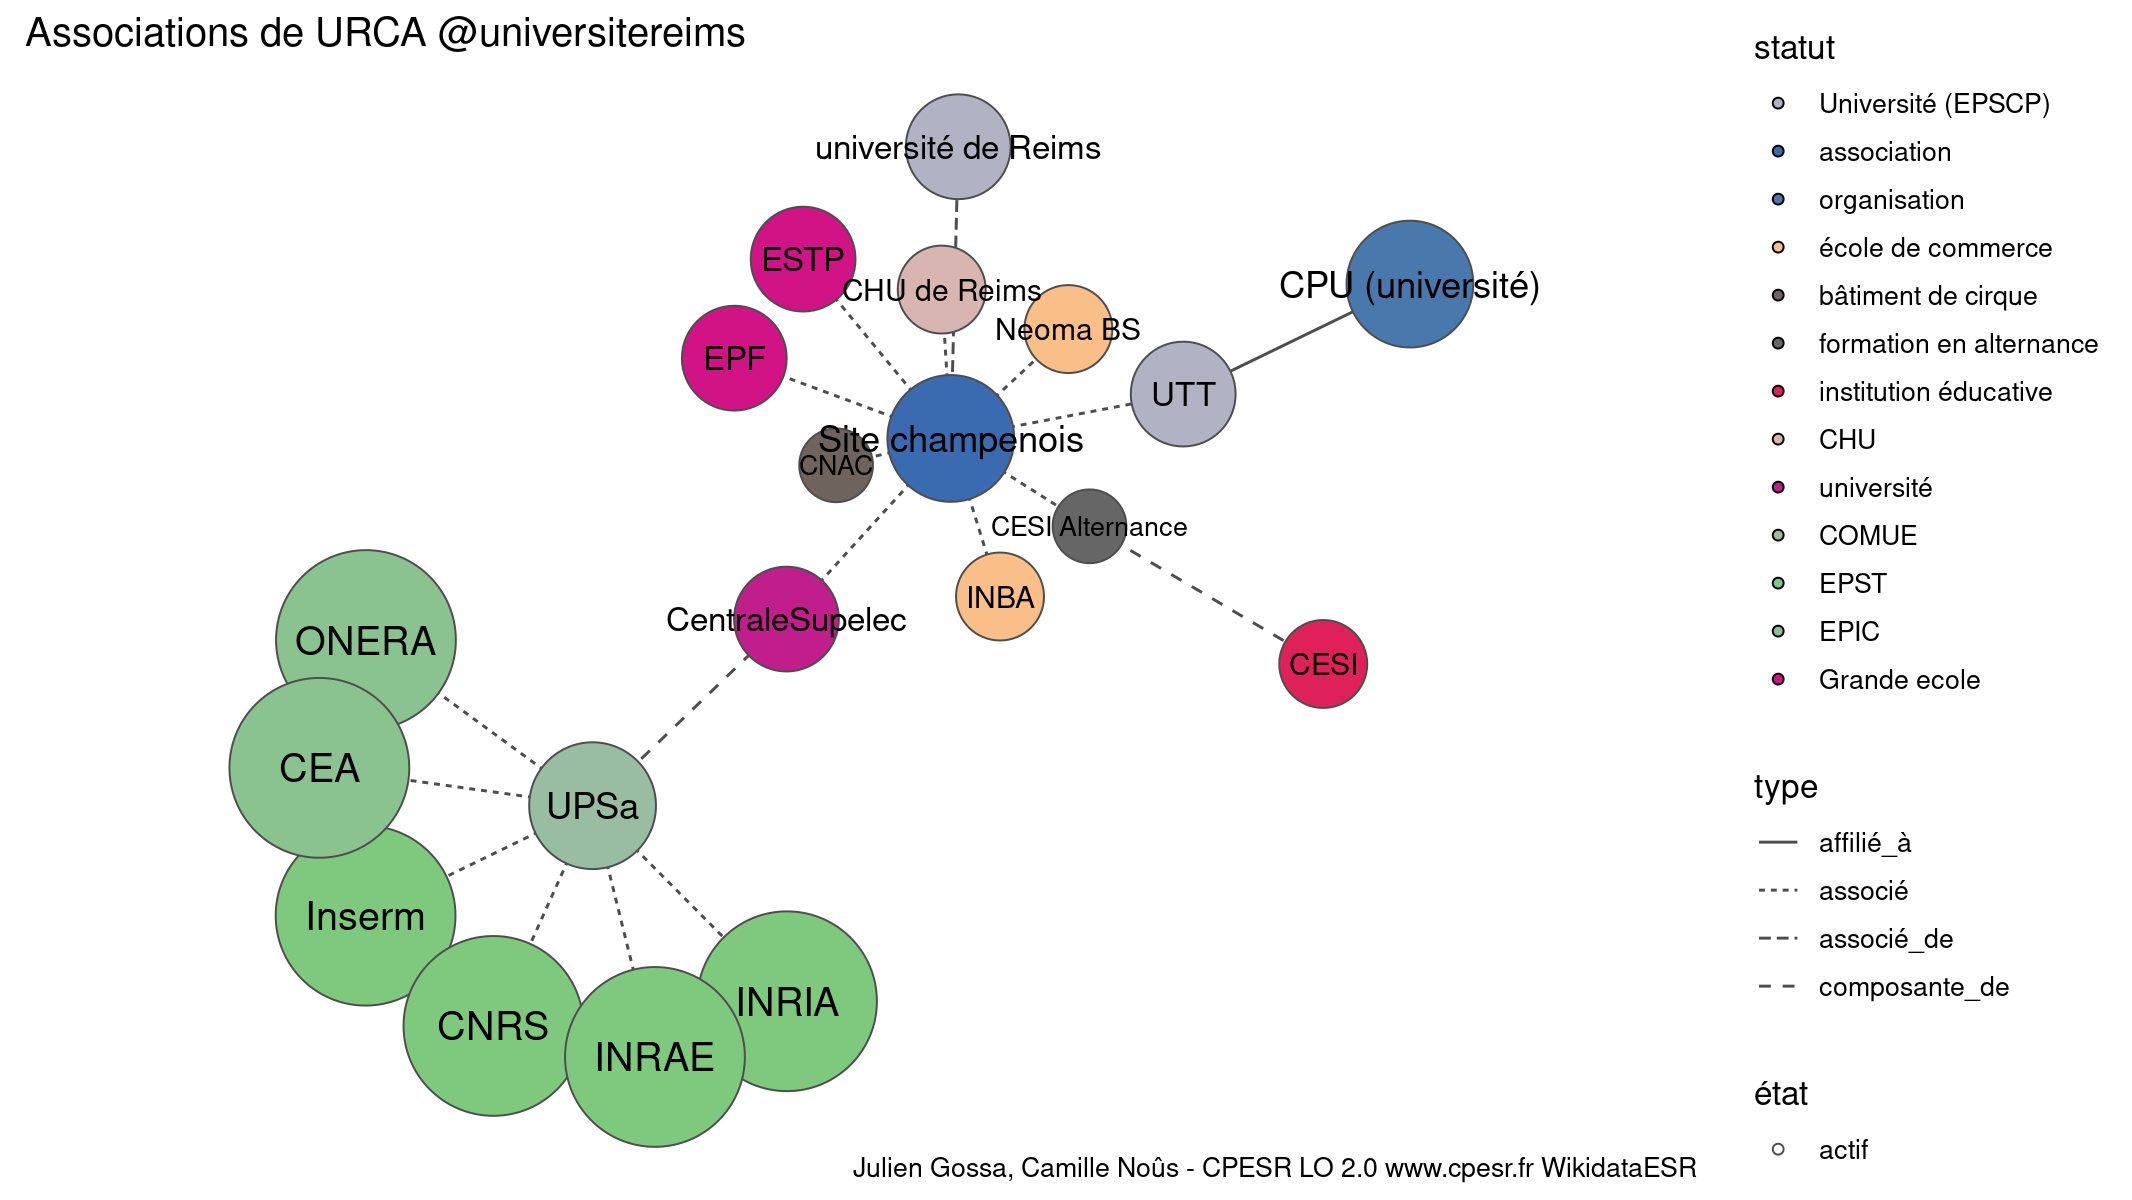 Associations de URCA @universitereims
université de Reims
ESTP
CHU de Reims
CPU (université)
Neoma BS
EPF
UTT
Site champenois
CNAC
CESI Alternance
INBA
CentraleSupelec
ONERA
CESI
CEA
UPSa
Inserm
INRIA
CNRS
INRAE
statut
Université (EPSCP)
association
organisation
école de commerce
bâtiment de cirque
formation en alternance
institution éducative
CHU
université
COMUE
EPST
EPIC
Grande ecole
type
affilié_à
associé
associé_de
composante_de
état
actif
Julien Gossa, Camille Noûs - CPESR LO 2.0 www.cpesr.fr WikidataESR